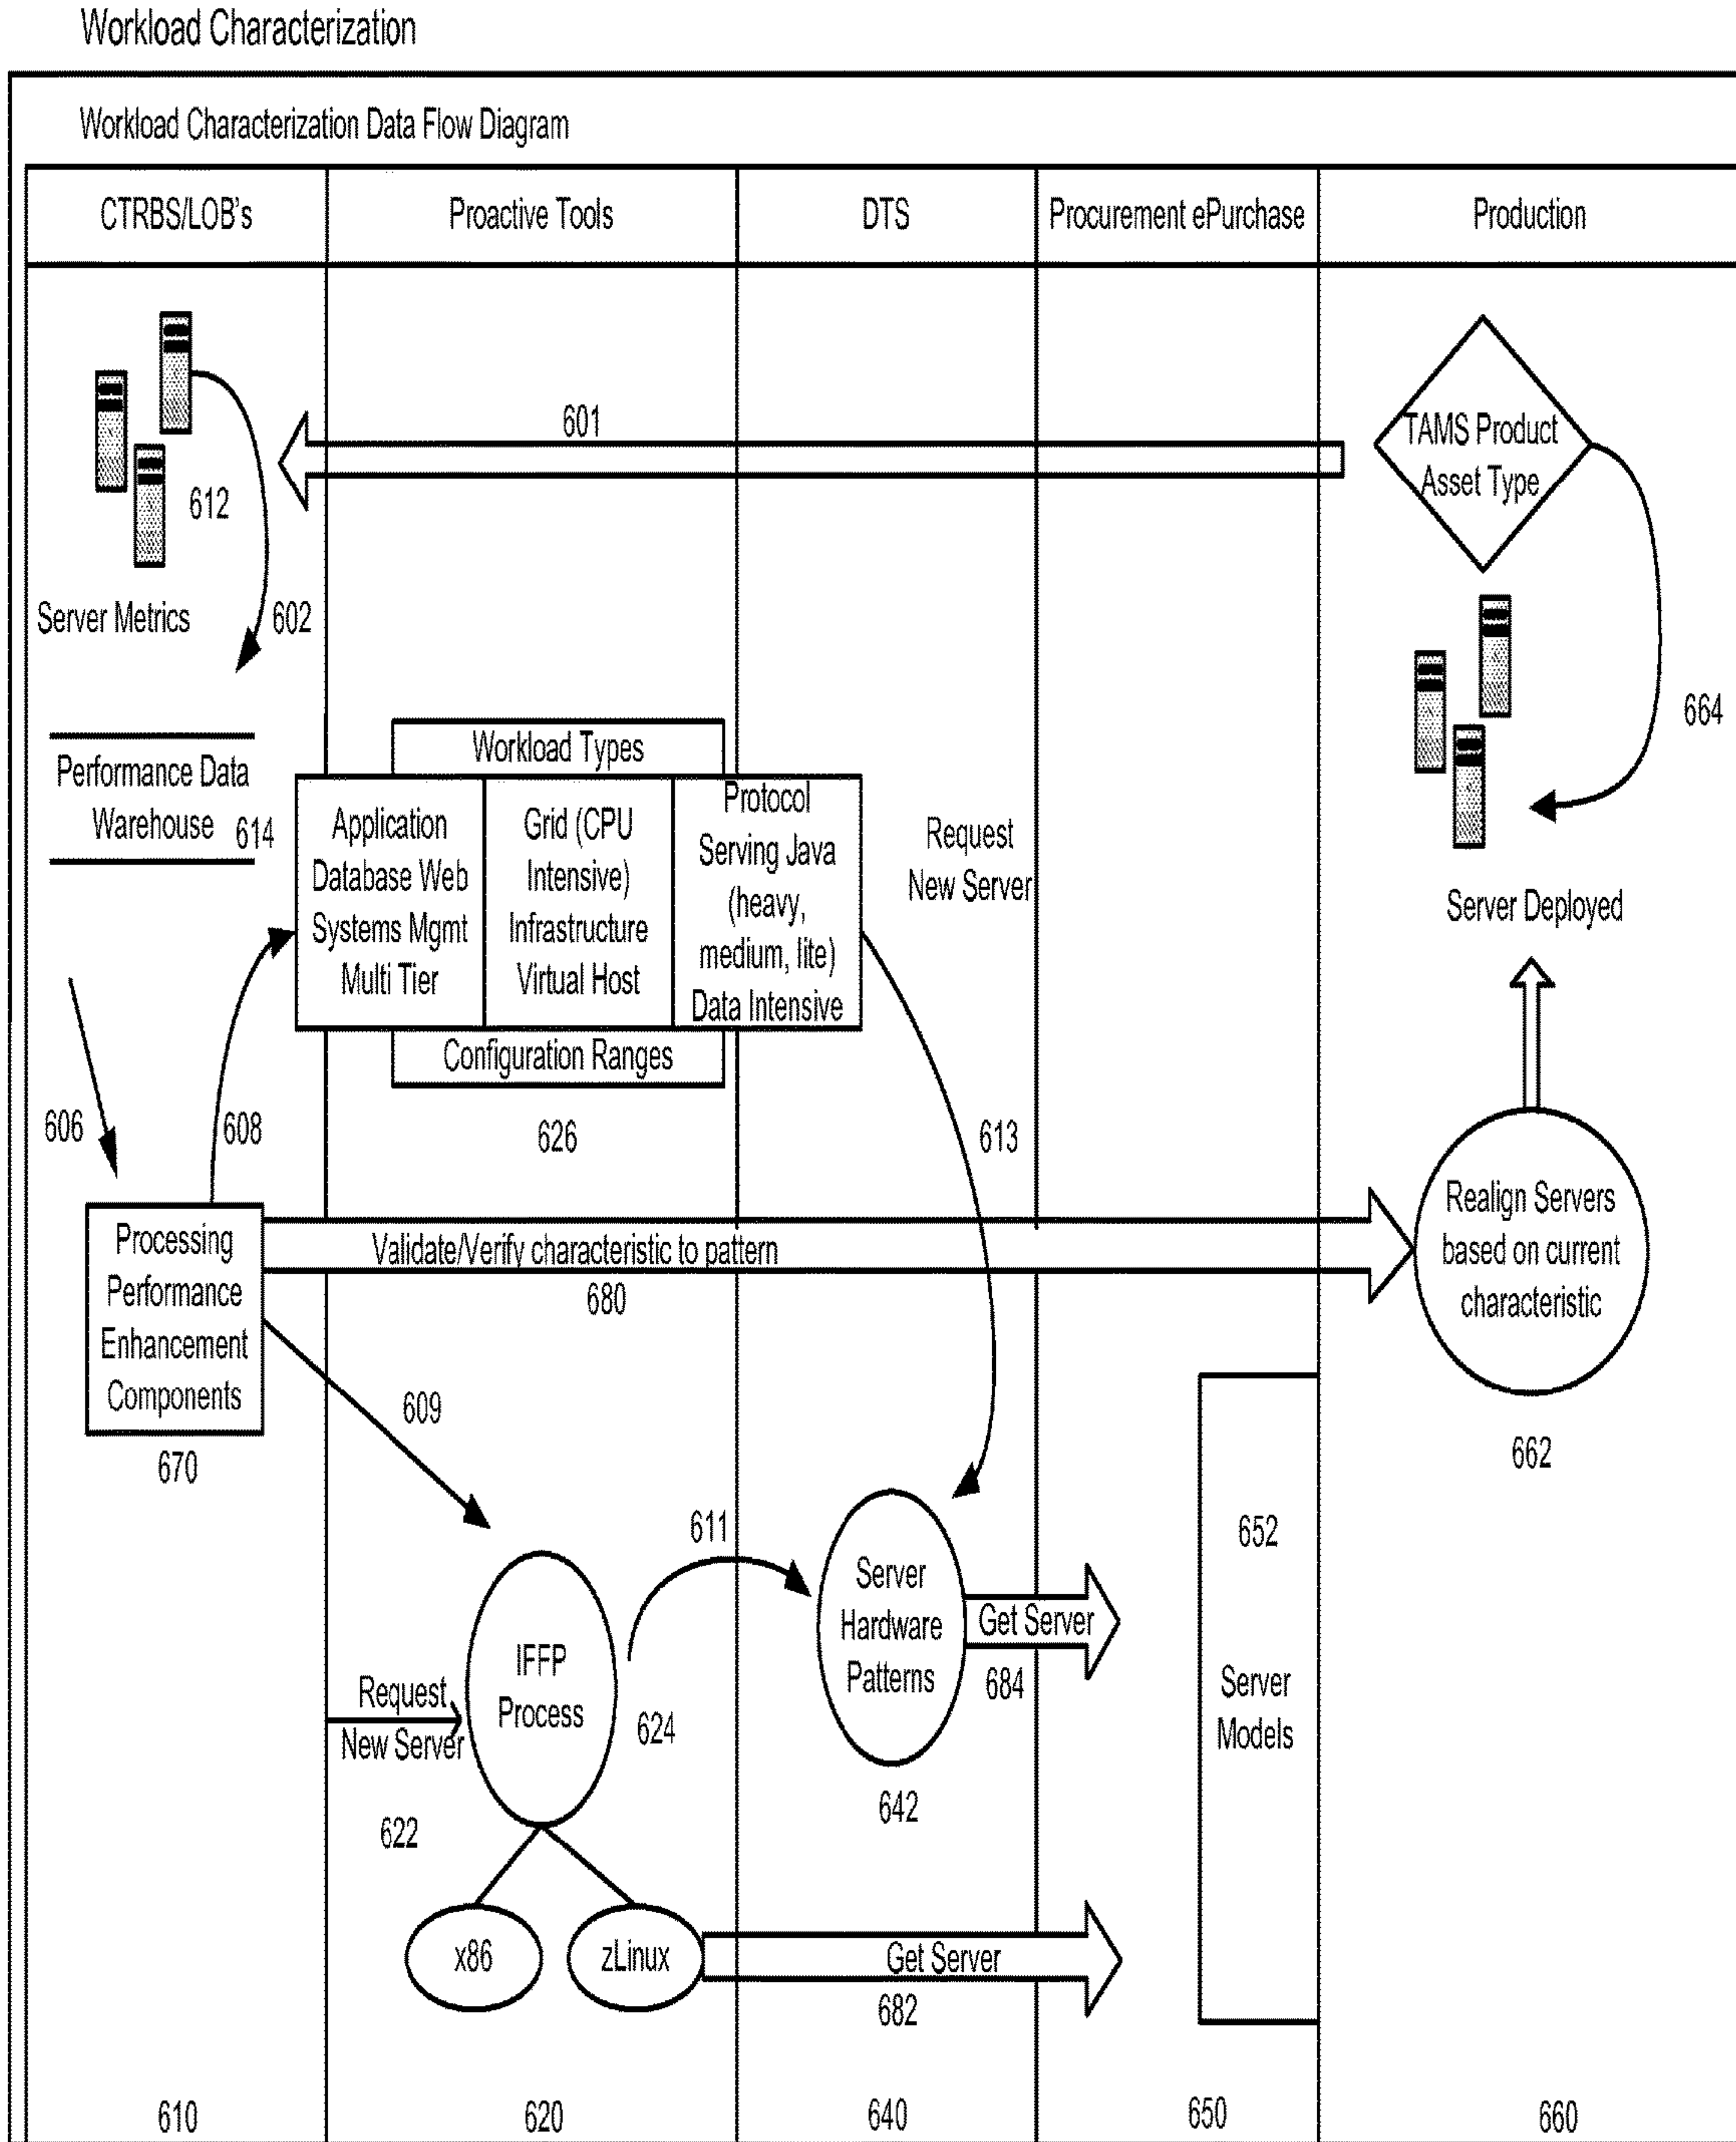 Workload Characterization
Workload Characterization Data Flow Diagram
CTRBS/LOB's
Proactive Tools
DTS
Procurement ePurchase
Production
601
TAMS Product
Asset Type
612
Server Metrics
602
664
Performance Data
Warehouse
614
Workload Types
Application
Database Web
Systems Mgmt
Multi Tier
Grid (CPU
Intensive)
Infrastructure
Virtual Host
Protocol
Serving Java
(heavy,
medium, lite)
Data Intensive
Configuration Ranges
626
Request
New Server
Server Deployed
606
608
613
Processing
Performance
Enhancement
Components
670
Validate/Verify characteristic to pattern
680
Realign Servers
based on current
characteristic
662
609
611
IFFP
Process
624
Request
New Server
622
Server
Hardware
Patterns
642
Get Server
684
652
Server
Models
x86
zLinux
Get Server
682
610
620
640
650
660